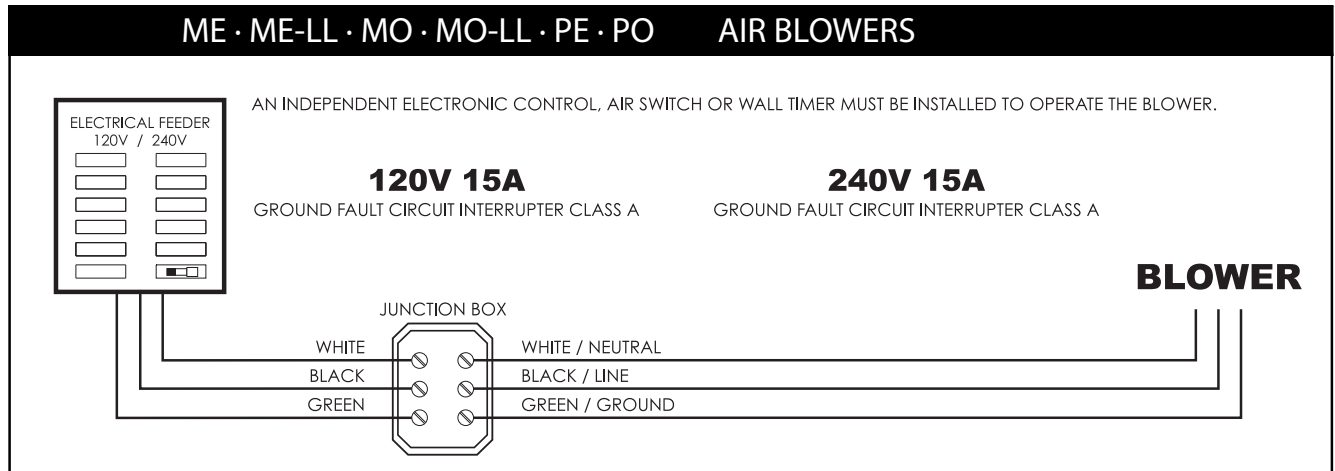 ME · ME-LL · MO · MO-LL · PE · PO AIR BLOWERS
AN INDEPENDENT ELECTRONIC CONTROL, AIR SWITCH OR WALL TIMER MUST BE INSTALLED TO OPERATE THE BLOWER.
ELECTRICAL FEEDER
120V / 240V
120V 15A
GROUND FAULT CIRCUIT INTERRUPTER CLASS A
240V 15A
GROUND FAULT CIRCUIT INTERRUPTER CLASS A
BLOWER
JUNCTION BOX
WHITE
WHITE / NEUTRAL
BLACK
BLACK / LINE
GREEN
GREEN / GROUND